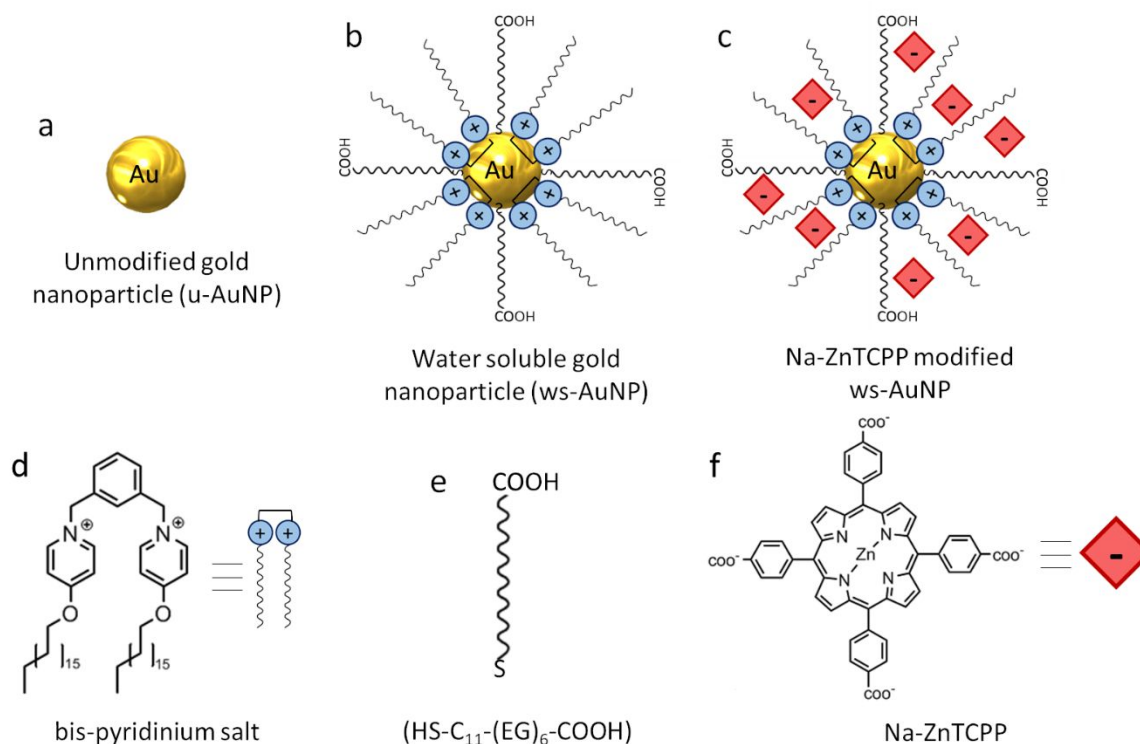 a
Au
Unmodified gold
nanoparticle (u-AuNP)
b
COOH
COOH
Au
COOH
COOH
+
+
+
+
+
+
+
+
Water soluble gold
nanoparticle (ws-AuNP)
c
COOH
COOH
Au
COOH
COOH
+
+
+
+
+
+
+
+
-
-
-
-
-
-
-
-
Na-ZnTCPP modified
ws-AuNP
d
N⊕
N⊕
O
O
15
15
+ +
bis-pyridinium salt
e
COOH
S
(HS-C₁₁-(EG)₆-COOH)
f
COO⁻
COO⁻
COO⁻
COO⁻
N
N
Zn
N
N
-
Na-ZnTCPP